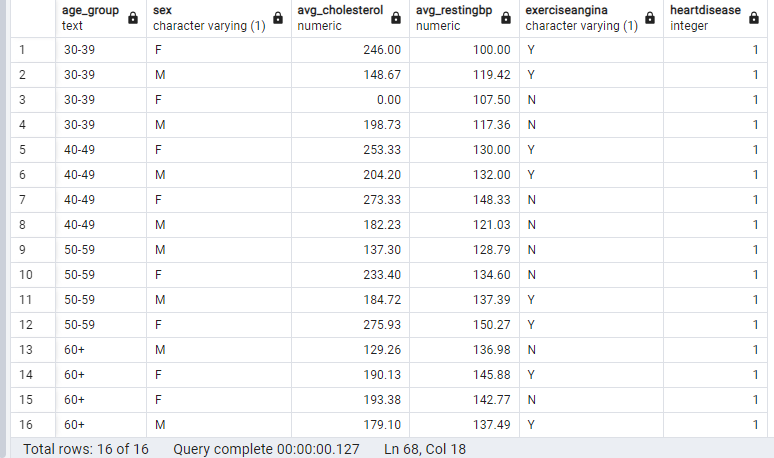 age_group sex avg_cholesterol avg_restingbp exerciseangina heartdisease
text character varying (1) numeric numeric character varying (1) integer
1 30-39 F 246.00 100.00 Y 1
2 30-39 M 148.67 119.42 Y 1
3 30-39 F 0.00 107.50 N 1
4 30-39 M 198.73 117.36 N 1
5 40-49 F 253.33 130.00 Y 1
6 40-49 M 204.20 132.00 Y 1
7 40-49 F 273.33 148.33 N 1
8 40-49 M 182.23 121.03 N 1
9 50-59 M 137.30 128.79 N 1
10 50-59 F 233.40 134.60 N 1
11 50-59 M 184.72 137.39 Y 1
12 50-59 F 275.93 150.27 Y 1
13 60+ M 129.26 136.98 N 1
14 60+ F 190.13 145.88 Y 1
15 60+ F 193.38 142.77 N 1
16 60+ M 179.10 137.49 Y 1
Total rows: 16 of 16 Query complete 00:00:00.127 Ln 68, Col 18